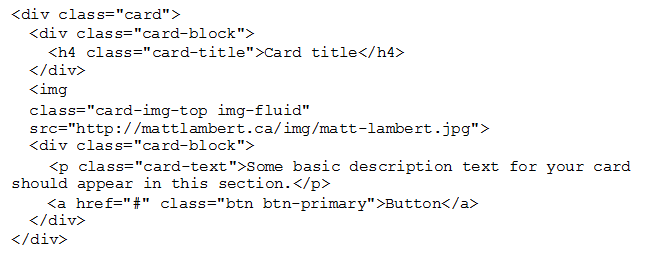 <div class="card">
  <div class="card-block">
    <h4 class="card-title">Card title</h4>
  </div>
  <img
  class="card-img-top img-fluid"
  src="http://mattlambert.ca/img/matt-lambert.jpg">
  <div class="card-block">
    <p class="card-text">Some basic description text for your card
should appear in this section.</p>
    <a href="#" class="btn btn-primary">Button</a>
  </div>
</div>